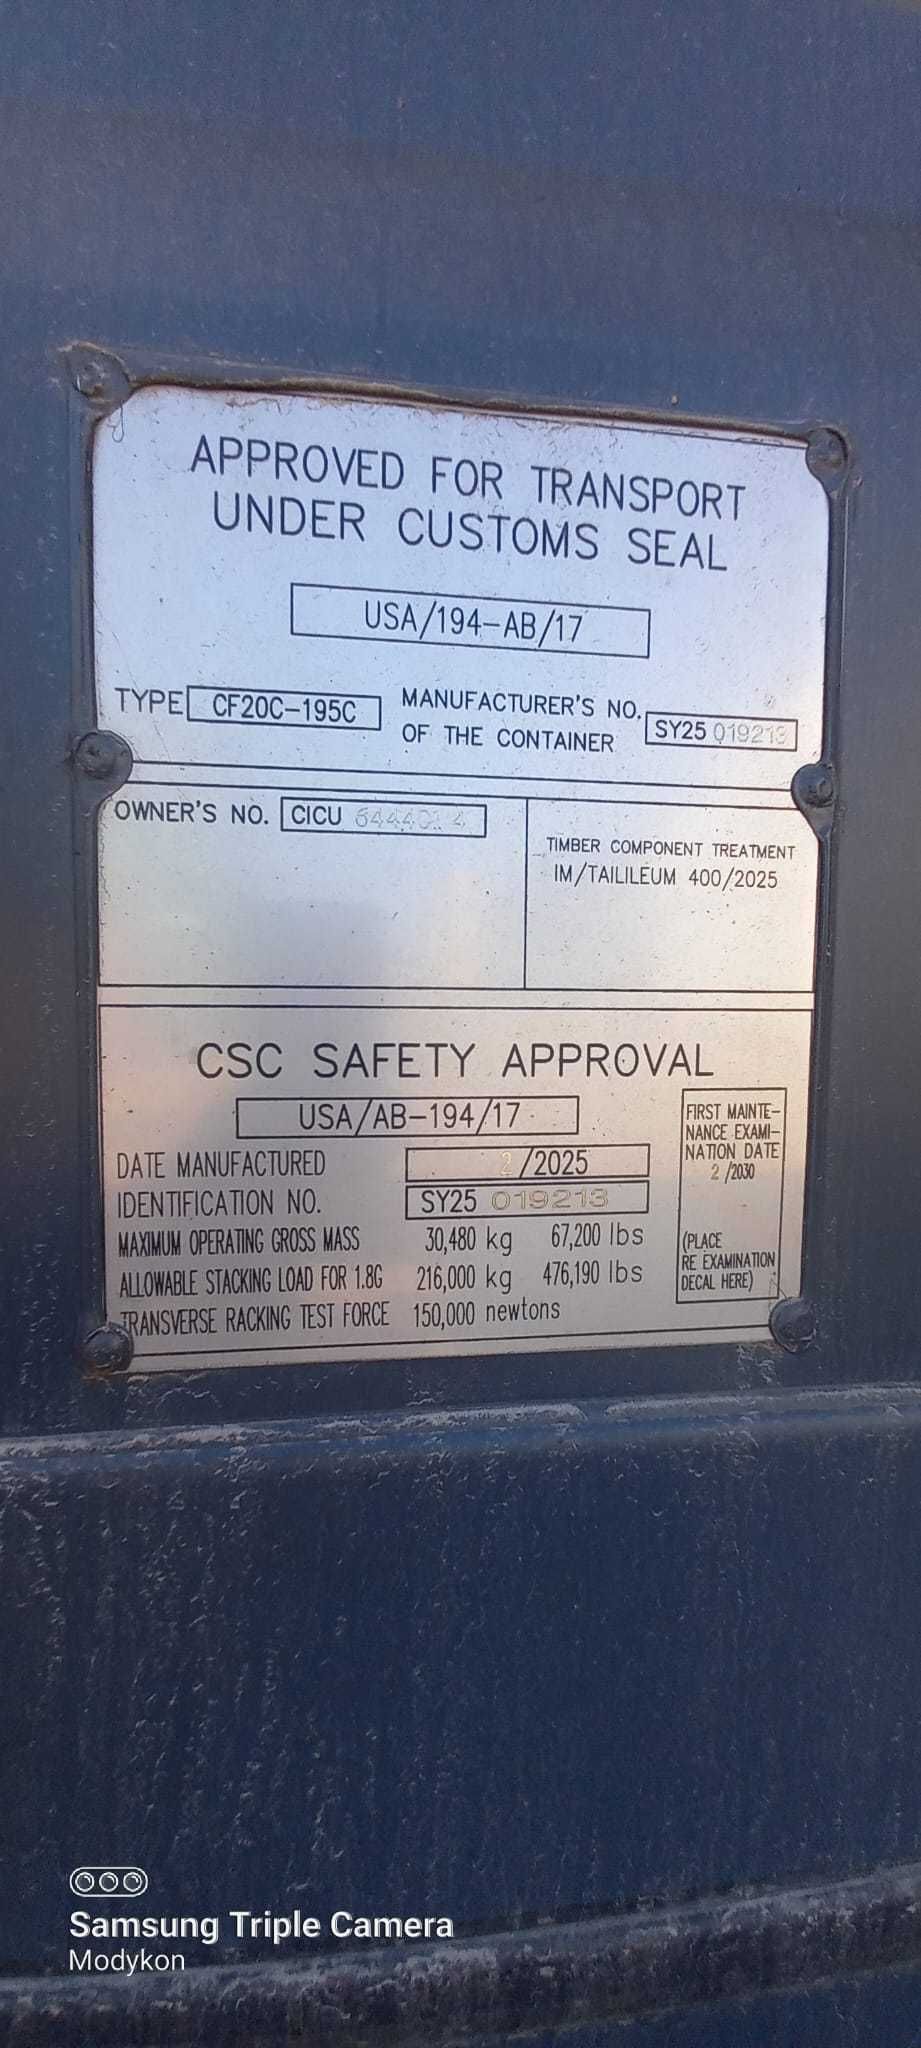 APPROVED FOR TRANSPORT
UNDER CUSTOMS SEAL
USA/194-AB/17
TYPE CF20C-195C MANUFACTURER'S NO.
OF THE CONTAINER SY25 019213
OWNER'S NO. CICU
TIMBER COMPONENT TREATMENT
IM/TAILILEUM 400/2025
CSC SAFETY APPROVAL
USA/AB-194/17
DATE MANUFACTURED 2/2025
IDENTIFICATION NO. SY25 019213
MAXIMUM OPERATING GROSS MASS 30,480 kg 67,200 lbs
ALLOWABLE STACKING LOAD FOR 1.8G 216,000 kg 476,190 lbs
TRANSVERSE RACKING TEST FORCE 150,000 newtons
FIRST MAINTE-
NANCE EXAMI-
NATION DATE
2 /2030
(PLACE
RE EXAMINATION
DECAL HERE)
Samsung Triple Camera
Modykon